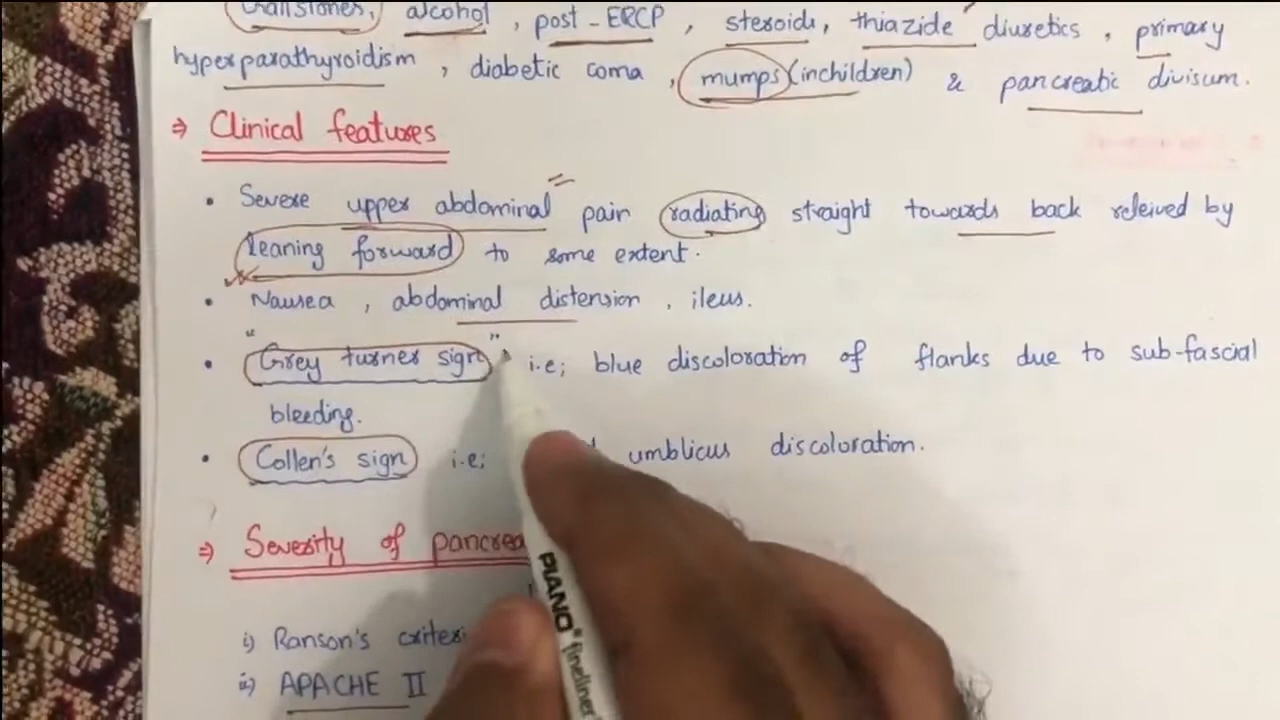 Gallstones, alcohol, post-ERCP, steroids, thiazide diuretics, primary
hyperparathyroidism, diabetic coma, mumps (in children) & pancreatic divisum.
⇒ Clinical features
• Severe upper abdominal pain radiating straight towards back releived by
leaning forward to some extent.
• Nausea, abdominal distension, ileus.
• "Grey turner sign" i.e; blue discoloration of flanks due to sub-fascial
bleeding.
• Collen's sign i.e; umblicus discoloration.
⇒ Severity of
i) Ranson's
ii) APACHE II
PIANO® fineliner